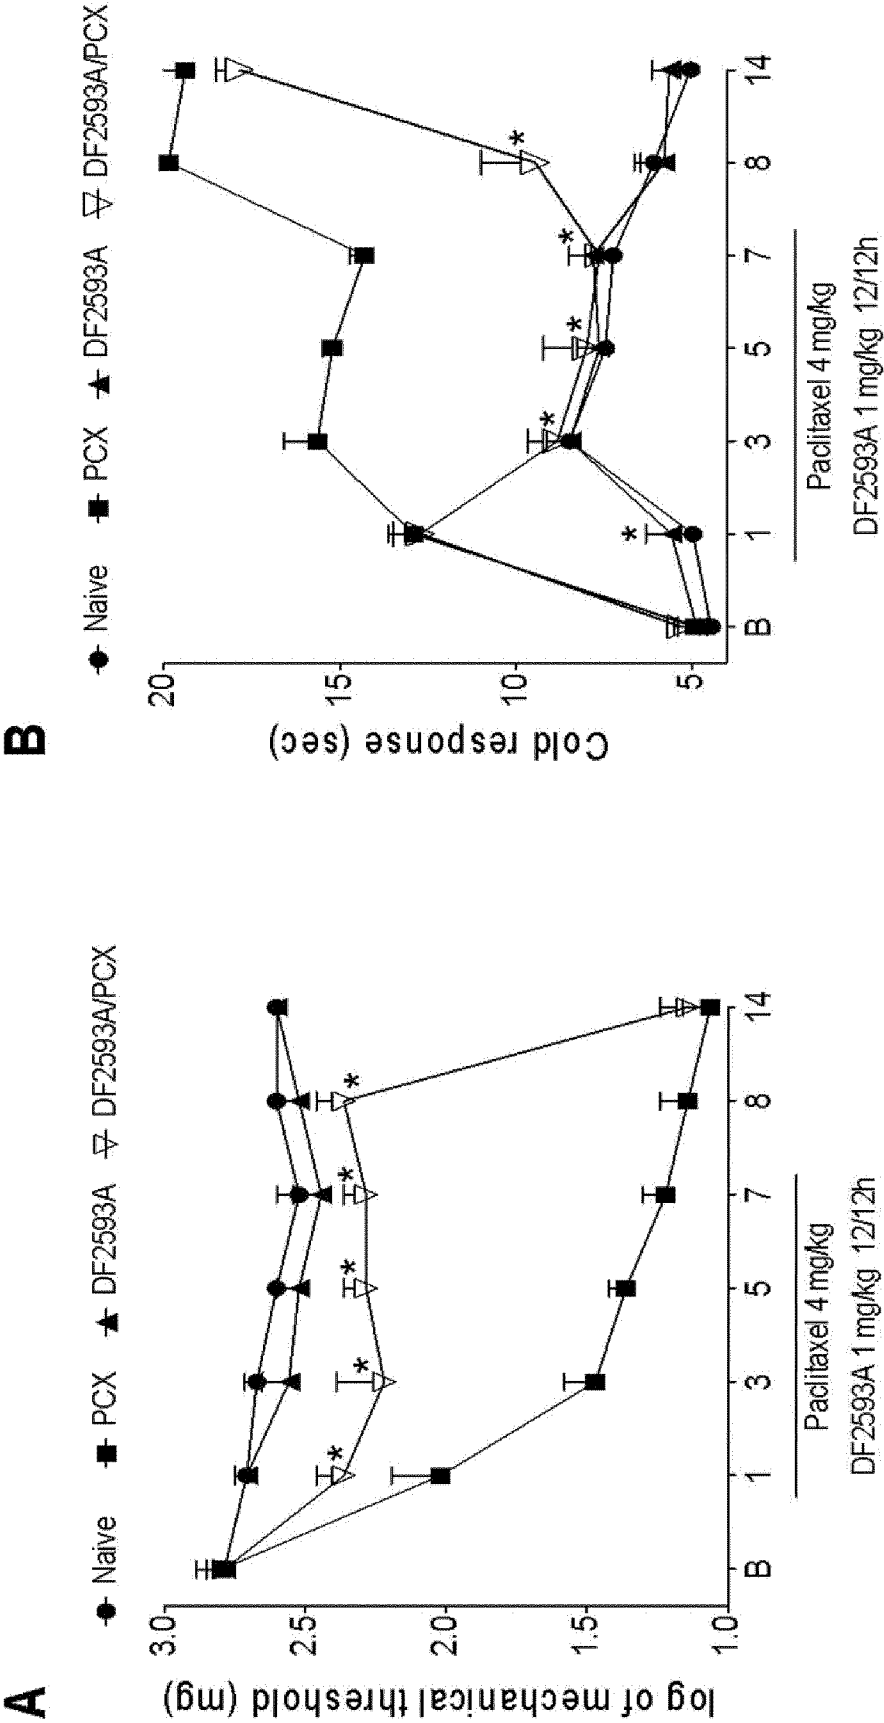 A
Naive PCX DF2593A DF2593A/PCX
log of mechanical threshold (mg)
3.0
2.5
2.0
1.5
1.0
B 1 3 5 7 8 14
* * * * *
Paclitaxel 4 mg/kg
DF2593A 1 mg/kg 12/12h
B
Naive PCX DF2593A DF2593A/PCX
Cold response (sec)
20
15
10
5
B 1 3 5 7 8 14
* * * * *
Paclitaxel 4 mg/kg
DF2593A 1 mg/kg 12/12h